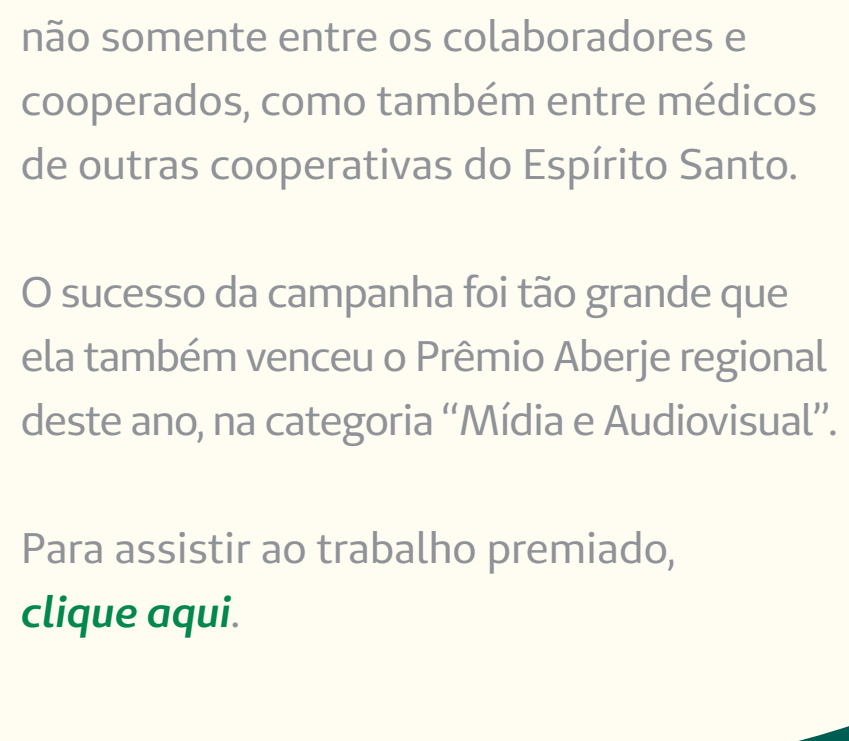 não somente entre os colaboradores e
cooperados, como também entre médicos
de outras cooperativas do Espírito Santo.
O sucesso da campanha foi tão grande que
ela também venceu o Prêmio Aberje regional
deste ano, na categoria “Mídia e Audiovisual”.
Para assistir ao trabalho premiado,
clique aqui.